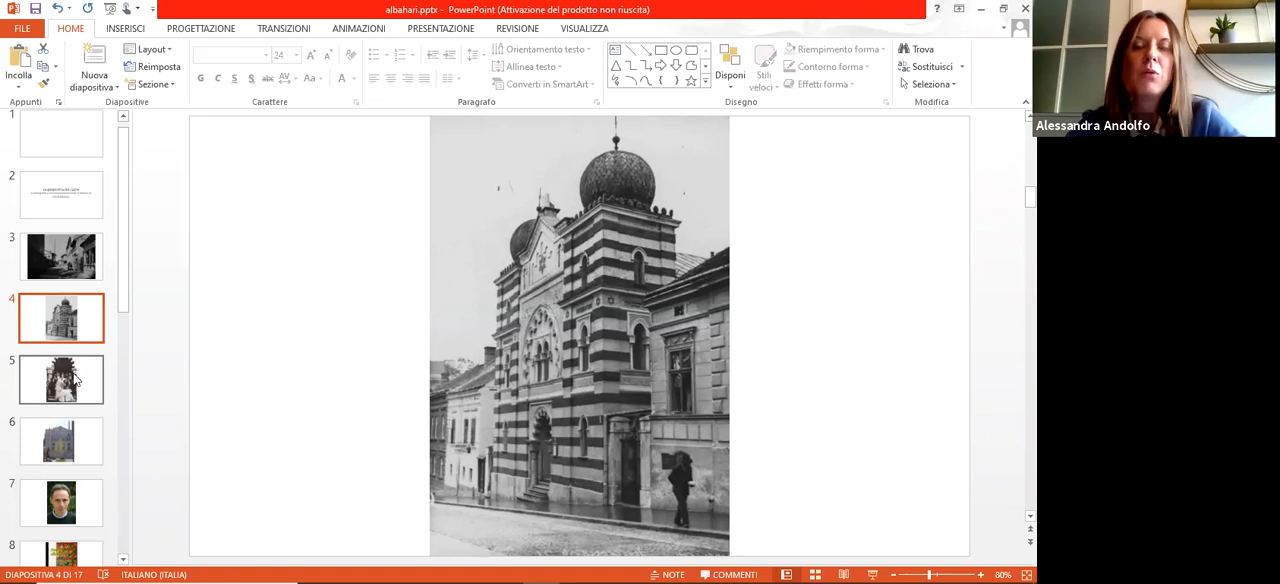 albahari.pptx - PowerPoint (Attivazione del prodotto non riuscita)
FILE HOME INSERISCI PROGETTAZIONE TRANSIZIONI ANIMAZIONI PRESENTAZIONE REVISIONE VISUALIZZA
Incolla
Appunti
Nuova diapositiva
Layout
Reimposta
Sezione
Diapositive
24
G C S S abc AV Aa A
Carattere
Paragrafo
Orientamento testo
Allinea testo
Converti in SmartArt
Disponi
Stili veloci
Riempimento forma
Contorno forma
Effetti forma
Disegno
Trova
Sostituisci
Seleziona
Modifica
Alessandra Andolfo
1
2
3
4
5
6
7
8
DIAPOSITIVA 4 DI 17 ITALIANO (ITALIA) NOTE COMMENTI 80%